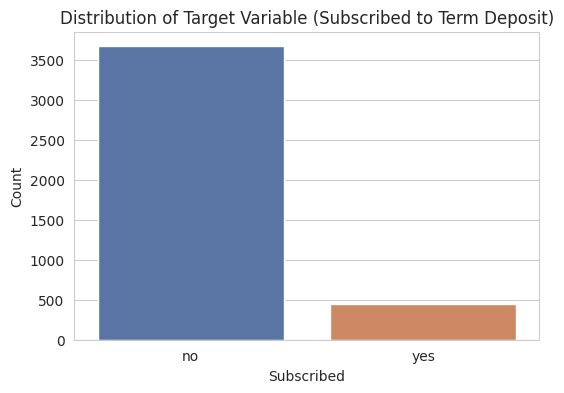 Distribution of Target Variable (Subscribed to Term Deposit)
3500
3000
2500
2000
1500
1000
500
0
Count
no
yes
Subscribed